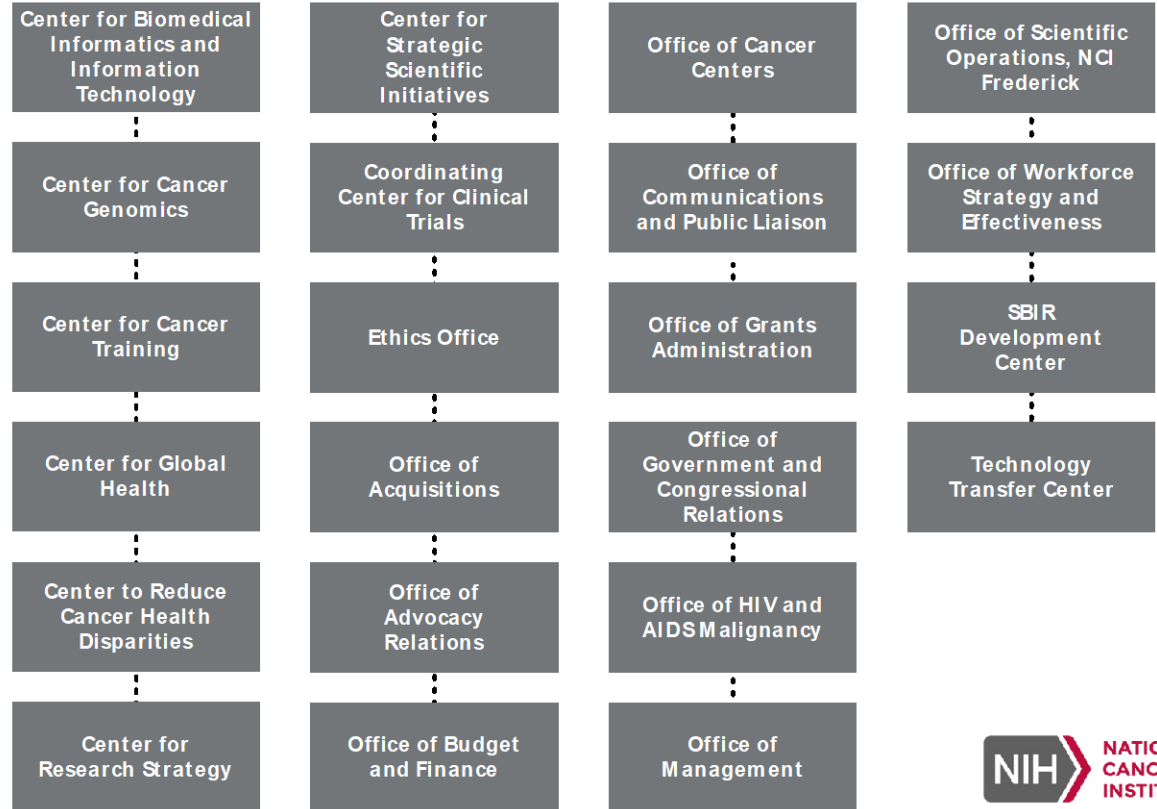 Center for Biomedical
Informatics and
Information
Technology
Center for Cancer
Genomics
Center for Cancer
Training
Center for Global
Health
Center to Reduce
Cancer Health
Disparities
Center for
Research Strategy
Center for
Strategic
Scientific
Initiatives
Coordinating
Center for Clinical
Trials
Ethics Office
Office of
Acquisitions
Office of
Advocacy
Relations
Office of Budget
and Finance
Office of Cancer
Centers
Office of
Communications
and Public Liaison
Office of Grants
Administration
Office of
Government and
Congressional
Relations
Office of HIV and
AIDS Malignancy
Office of
Management
Office of Scientific
Operations, NCI
Frederick
Office of Workforce
Strategy and
Effectiveness
SBIR
Development
Center
Technology
Transfer Center
NIH
NATIO
CANC
INSTIT